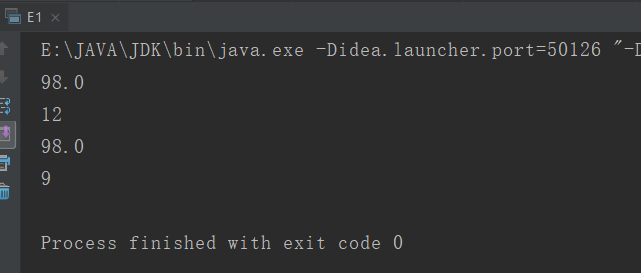 E1
E:\JAVA\JDK\bin\java.exe -Didea.launcher.port=50126 "-D
98.0
12
98.0
9
Process finished with exit code 0